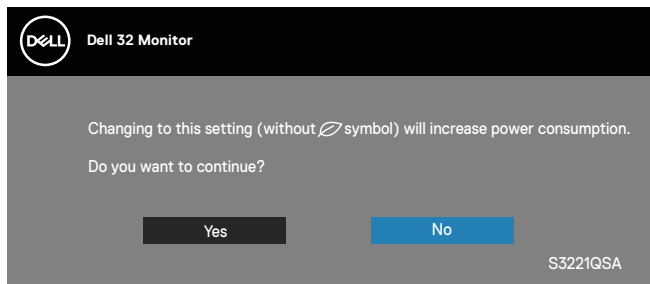 DELL
Dell 32 Monitor
Changing to this setting (without symbol) will increase power consumption.
Do you want to continue?
Yes No
S3221QSA